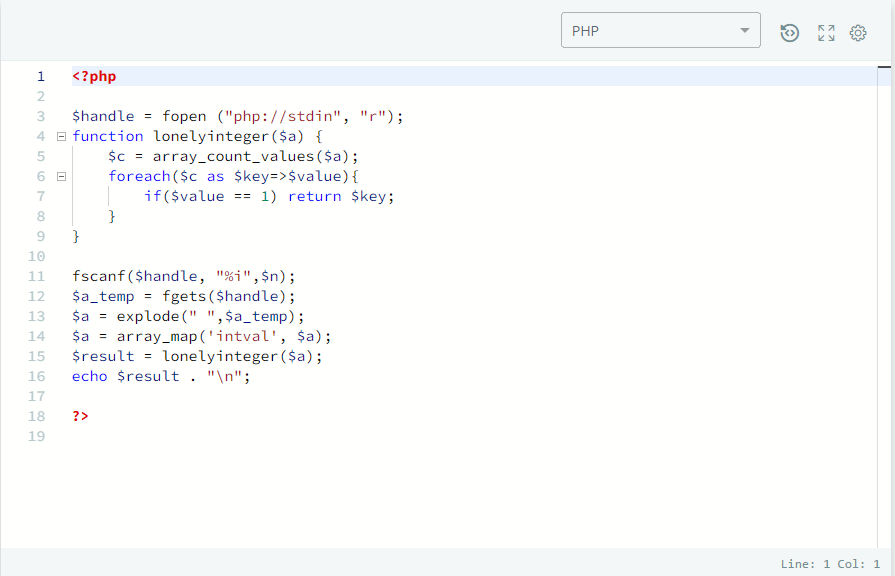 PHP
1 <?php
2
3 $handle = fopen ("php://stdin", "r");
4 function lonelyinteger($a) {
5     $c = array_count_values($a);
6     foreach($c as $key=>$value){
7         if($value == 1) return $key;
8     }
9 }
10
11 fscanf($handle, "%i",$n);
12 $a_temp = fgets($handle);
13 $a = explode(" ",$a_temp);
14 $a = array_map('intval', $a);
15 $result = lonelyinteger($a);
16 echo $result . "\n";
17
18 ?>
19
Line: 1 Col: 1